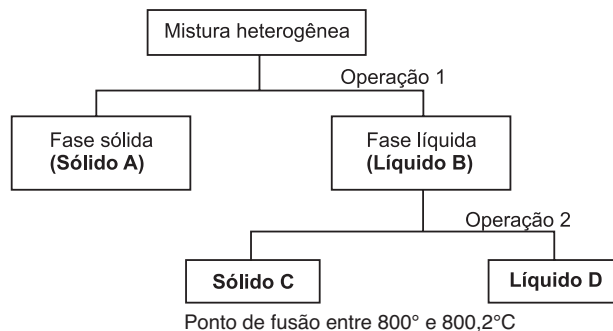 Mistura heterogênea
Operação 1
Fase sólida
(Sólido A)
Fase líquida
(Líquido B)
Operação 2
Sólido C
Líquido D
Ponto de fusão entre 800° e 800,2°C